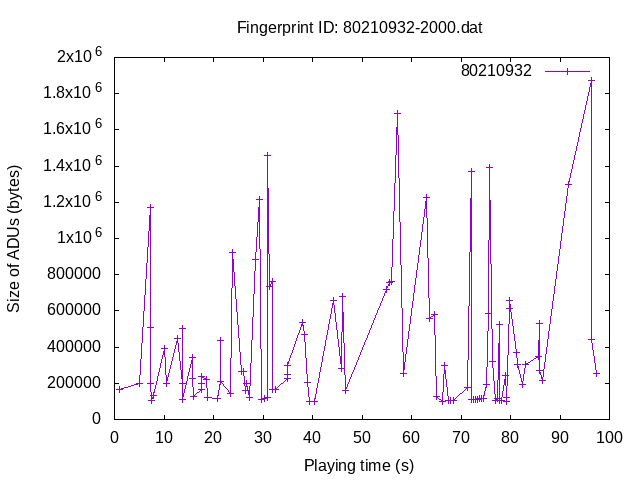 Fingerprint ID: 80210932-2000.dat
80210932
Size of ADUs (bytes)
2x10^6
1.8x10^6
1.6x10^6
1.4x10^6
1.2x10^6
1x10^6
800000
600000
400000
200000
0
0 10 20 30 40 50 60 70 80 90 100
Playing time (s)